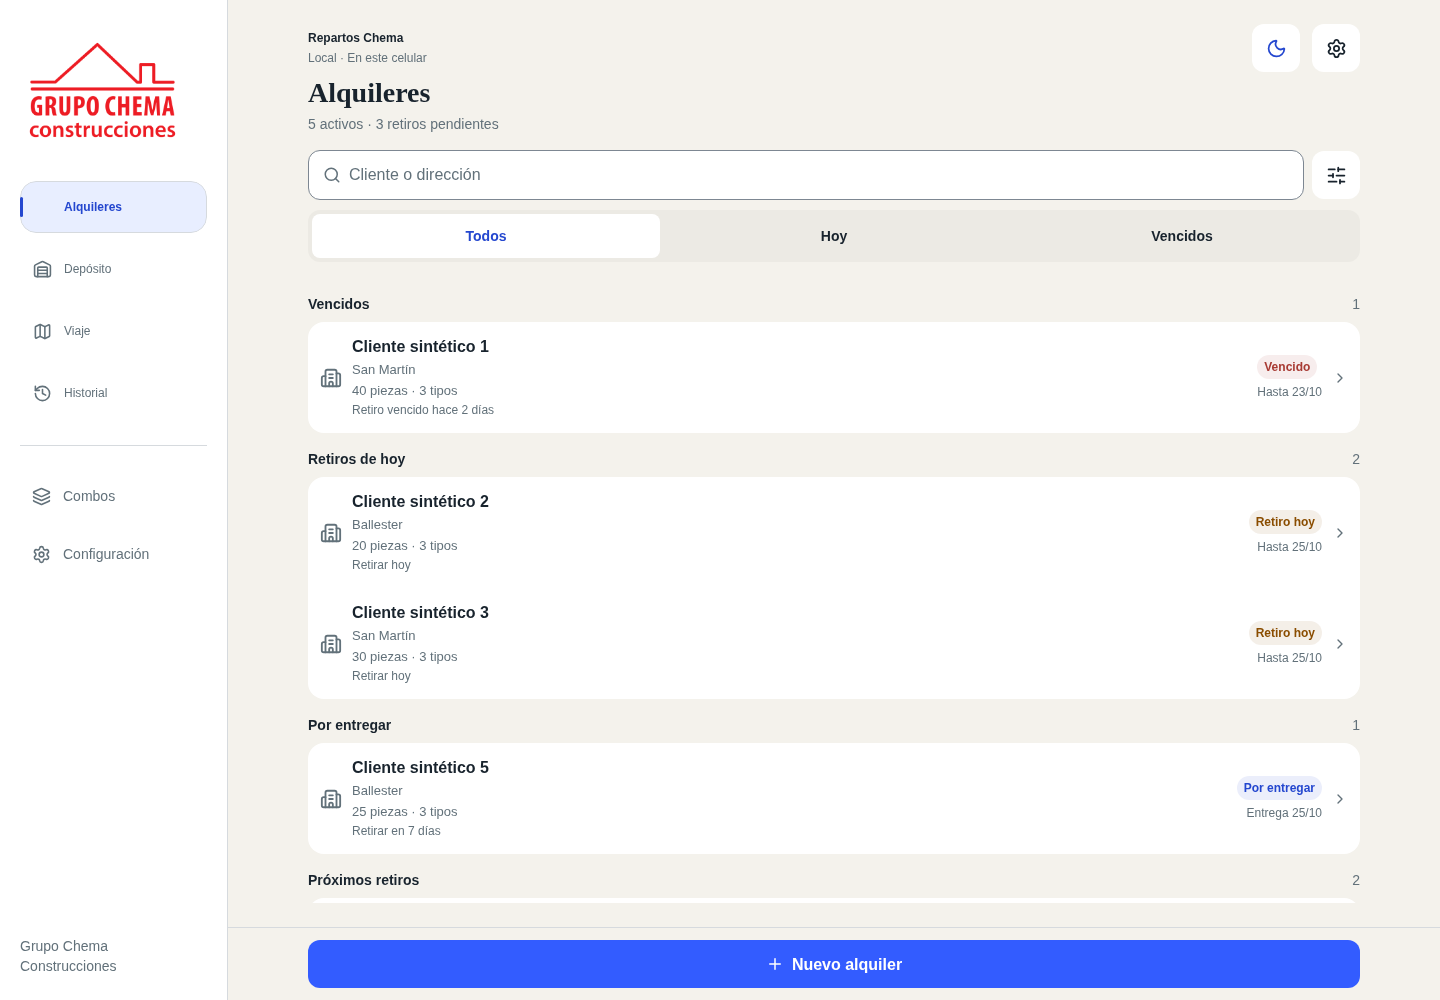 GRUPO CHEMA
construcciones
Alquileres
Depósito
Viaje
Historial
Combos
Configuración
Grupo Chema
Construcciones
Repartos Chema
Local · En este celular
Alquileres
5 activos · 3 retiros pendientes
Cliente o dirección
Todos
Hoy
Vencidos
Vencidos
1
Cliente sintético 1
San Martín
40 piezas · 3 tipos
Retiro vencido hace 2 días
Vencido
Hasta 23/10
Retiros de hoy
2
Cliente sintético 2
Ballester
20 piezas · 3 tipos
Retirar hoy
Retiro hoy
Hasta 25/10
Cliente sintético 3
San Martín
30 piezas · 3 tipos
Retirar hoy
Retiro hoy
Hasta 25/10
Por entregar
1
Cliente sintético 5
Ballester
25 piezas · 3 tipos
Retirar en 7 días
Por entregar
Entrega 25/10
Próximos retiros
2
Nuevo alquiler